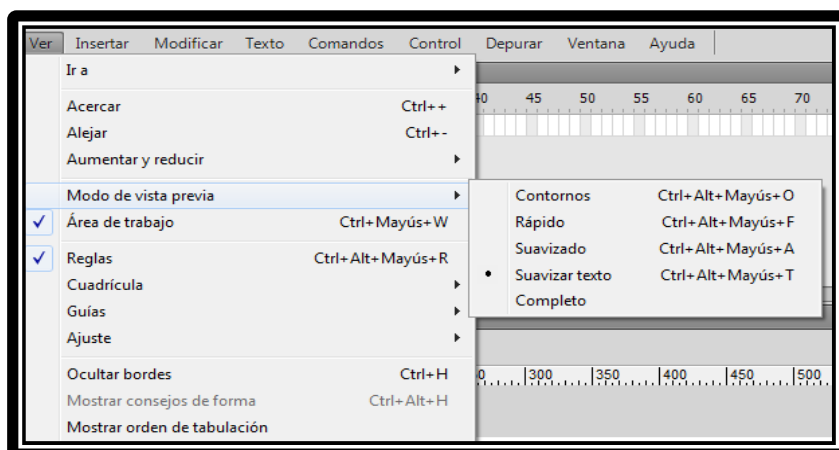 Ver Insertar Modificar Texto Comandos Control Depurar Ventana Ayuda
Ir a
40 45 50 55 60 65 70
Acercar Ctrl++
Alejar Ctrl+-
Aumentar y reducir
Modo de vista previa
Contornos Ctrl+Alt+Mayús+O
Área de trabajo Ctrl+Mayús+W
Rápido Ctrl+Alt+Mayús+F
Suavizado Ctrl+Alt+Mayús+A
Reglas Ctrl+Alt+Mayús+R
Suavizar texto Ctrl+Alt+Mayús+T
Cuadrícula
Completo
Guías
Ajuste
Ocultar bordes Ctrl+H
300 350 400 450 500
Mostrar consejos de forma Ctrl+Alt+H
Mostrar orden de tabulación